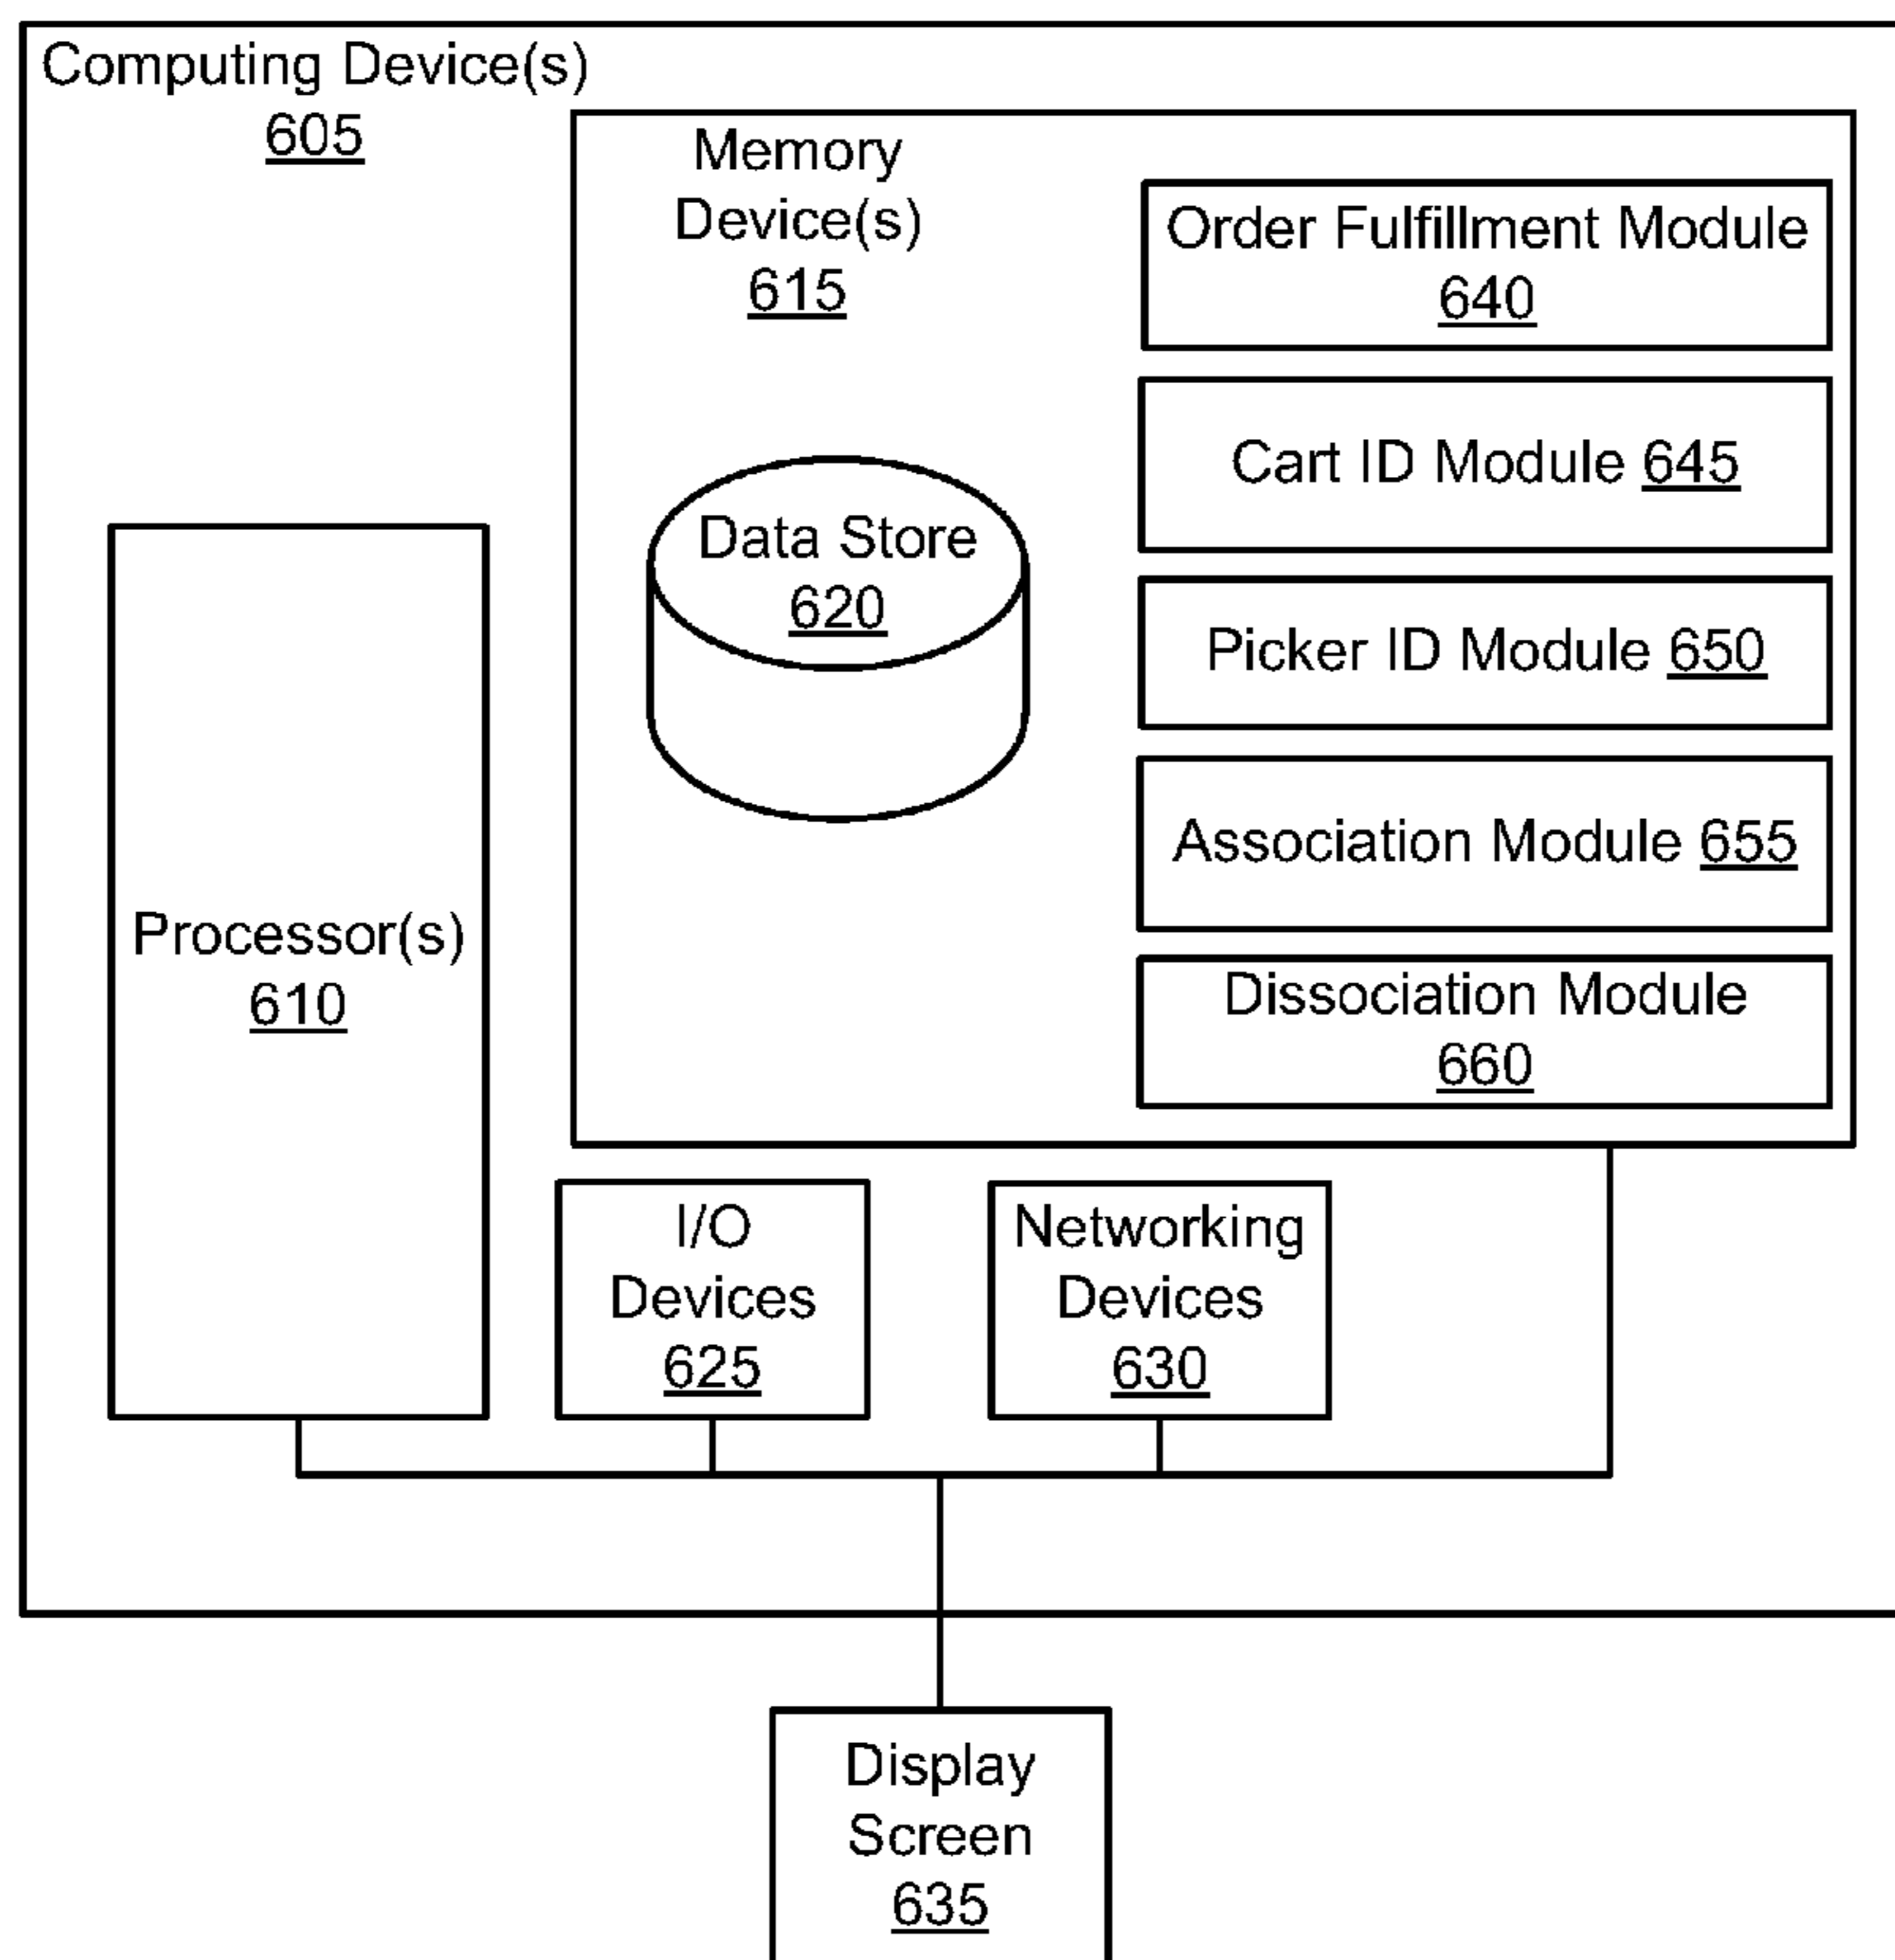 Computing Device(s)
605
Memory
Device(s)
615
Order Fulfillment Module
640
Cart ID Module 645
Data Store
620
Picker ID Module 650
Association Module 655
Processor(s)
610
Dissociation Module
660
I/O
Devices
625
Networking
Devices
630
Display
Screen
635